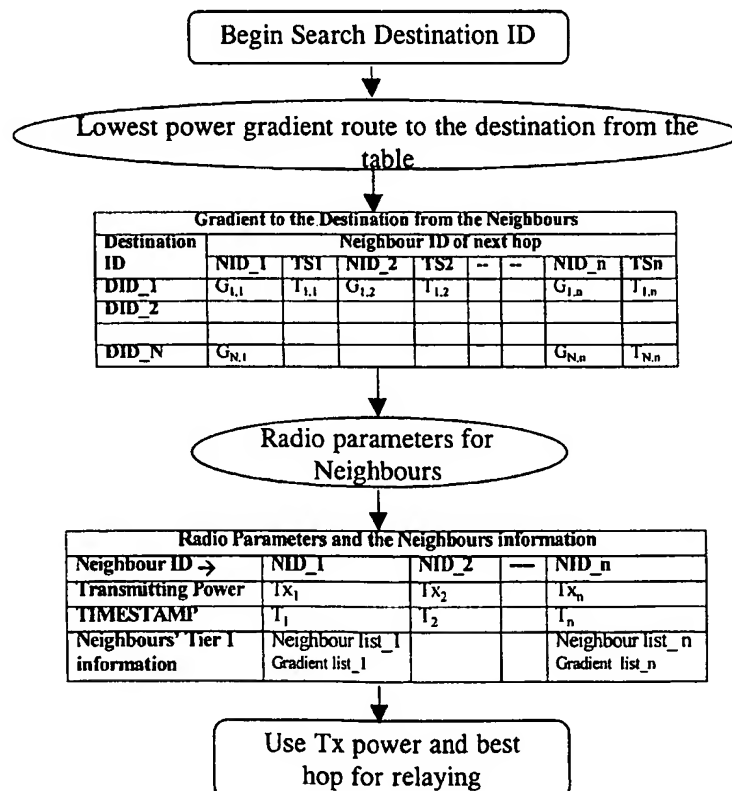 Begin Search Destination ID
Lowest power gradient route to the destination from the
table
Gradient to the Destination from the Neighbours
Destination Neighbour ID of next hop
ID NID_1 TS1 NID_2 TS2 -- -- NID_n TSn
DID_1 G1,1 T1,1 G1,2 T1,2 G1,n T1,n
DID_2
DID_N GN,1 GN,n TN,n
Radio parameters for
Neighbours
Radio Parameters and the Neighbours information
Neighbour ID → NID_1 NID_2 --- NID_n
Transmitting Power Tx1 Tx2 Txn
TIMESTAMP T1 T2 Tn
Neighbours' Tier 1 Neighbour list_1 Neighbour list_n
information Gradient list_1 Gradient list_n
Use Tx power and best
hop for relaying